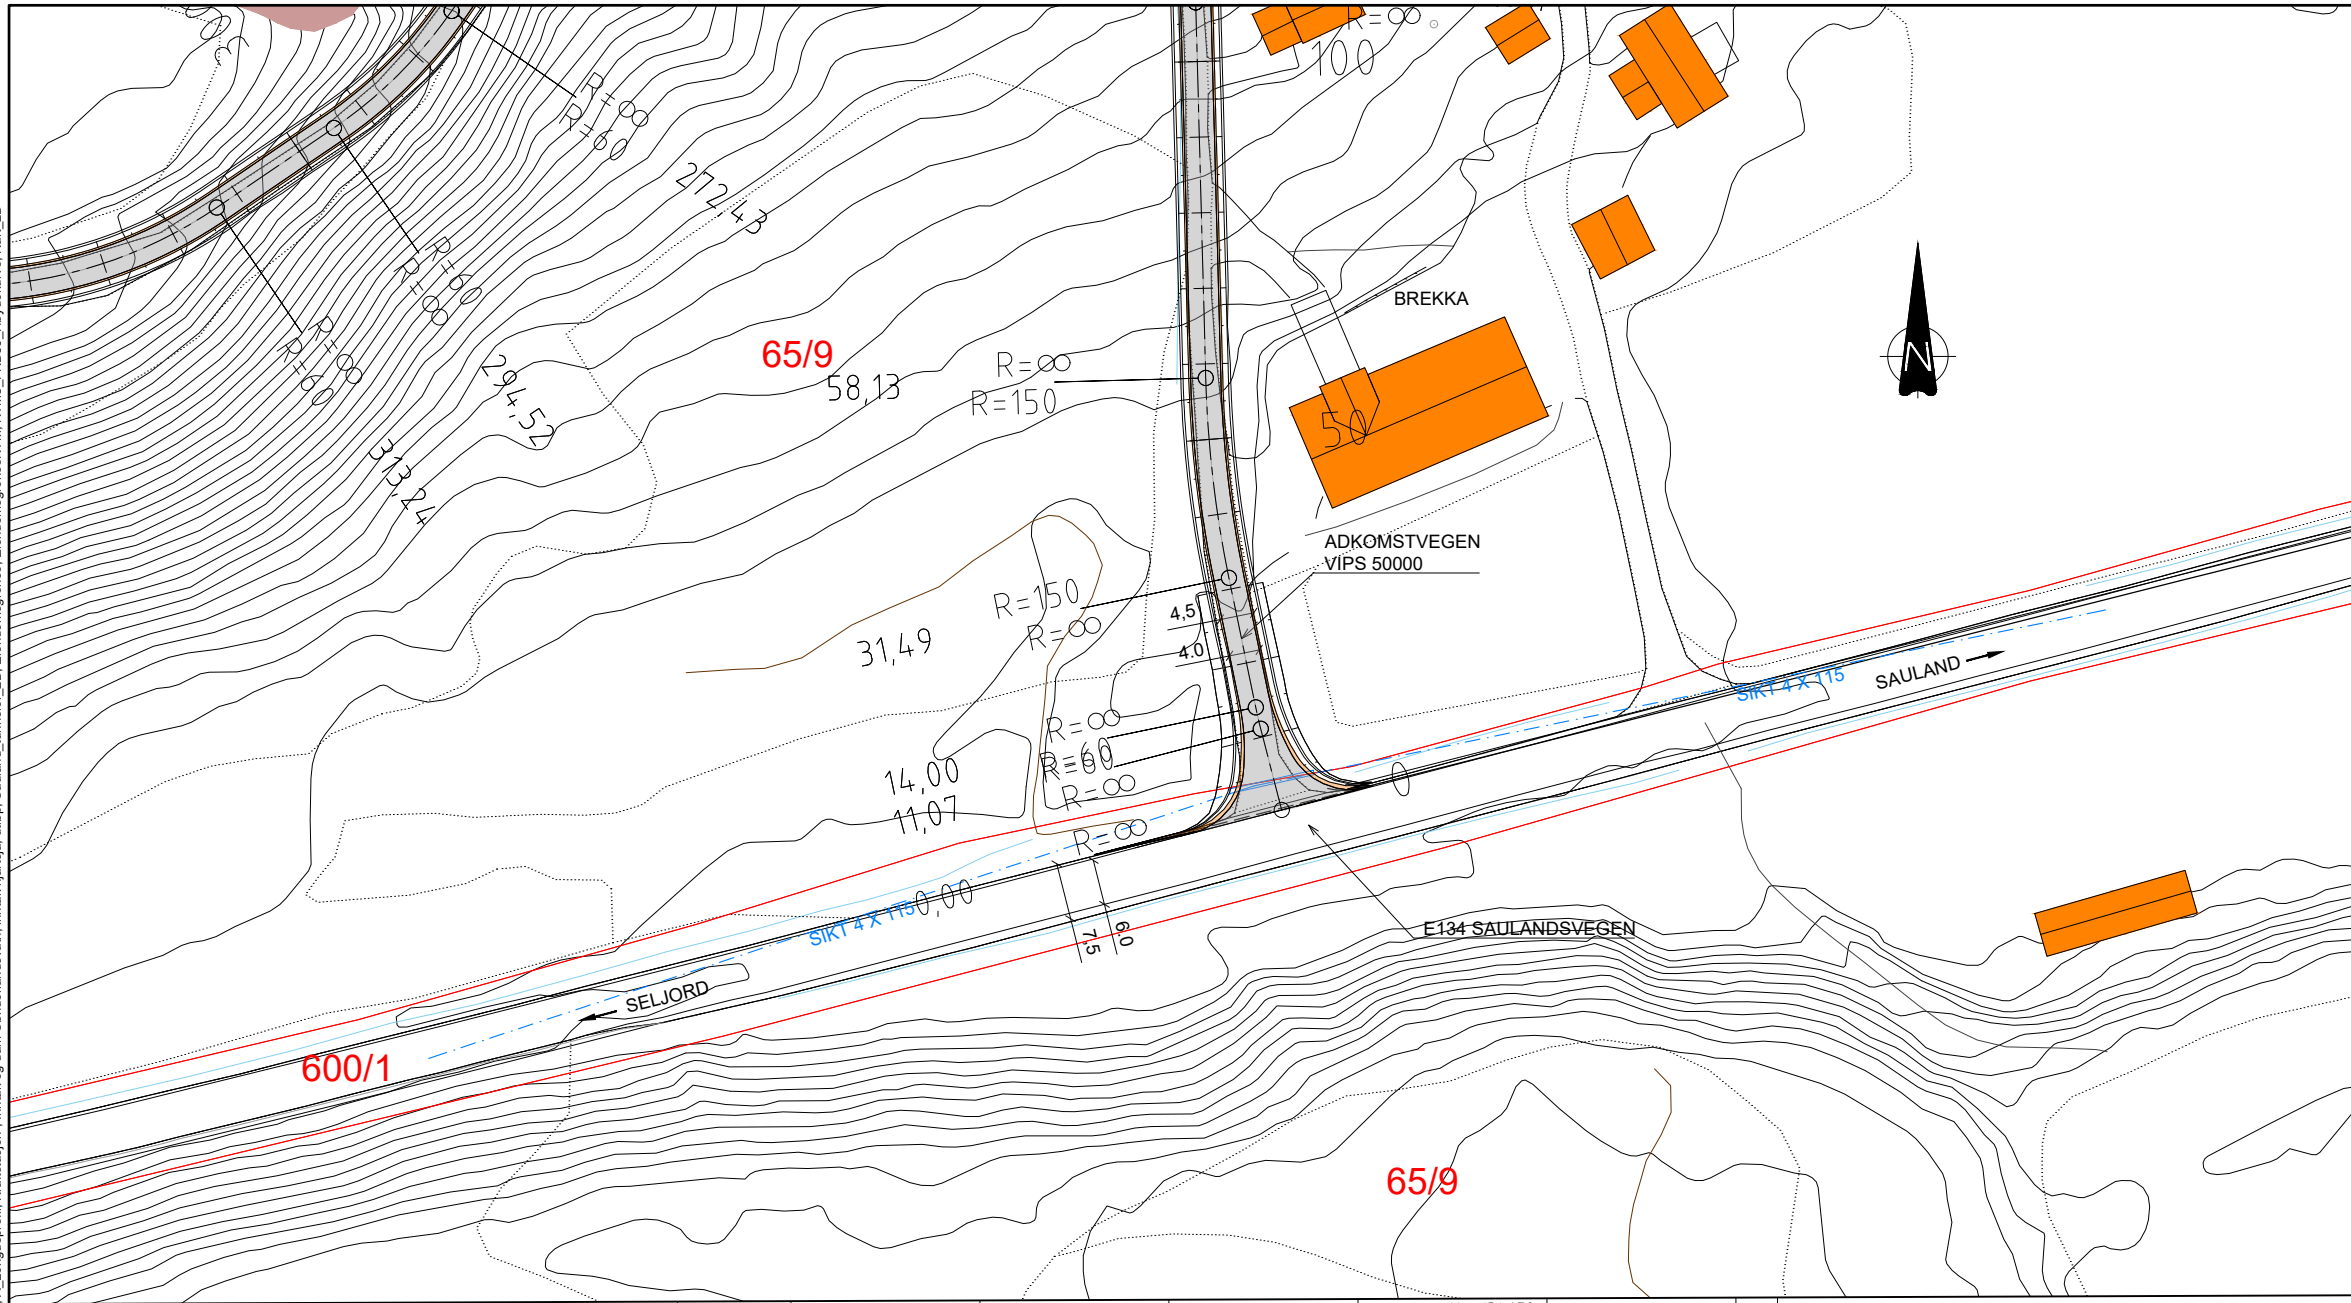 R=∞
100
R=∞
R=60
272,43
R=60
R=∞
R=∞
R=60
294,52
313,24
65/9
58,13
R=∞
R=150
BREKKA
50
N
ADKOMSTVEGEN
VIPS 50000
R=150
R=∞
4,5
4.0
31,49
R=∞
R=60
R=60
R=∞
14,00
11,07
R=∞
0,00
SIKT 4 X 115
SAULAND
SIKT 4 X 115
7,5
6.0
E134 SAULANDSVEGEN
SELJORD
600/1
65/9